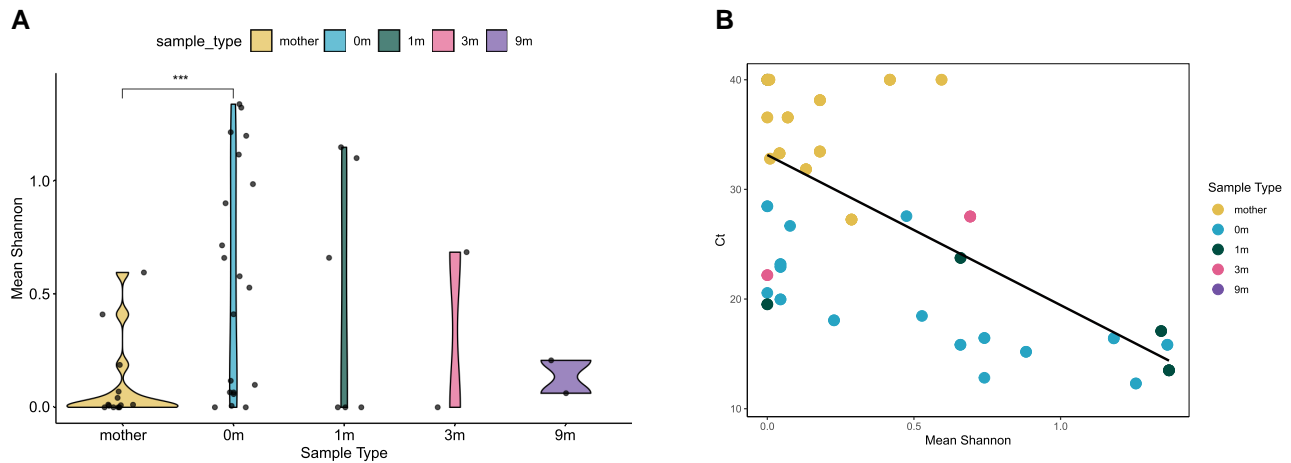 A
sample_type mother 0m 1m 3m 9m
***
Mean Shannon
1.0
0.5
0.0
mother 0m 1m 3m 9m
Sample Type
B
Ct
40
30
20
10
0.0 0.5 1.0
Mean Shannon
Sample Type
mother
0m
1m
3m
9m